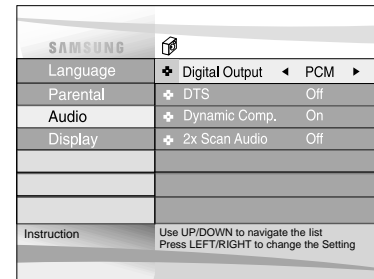 SAMSUNG
Language
Digital Output ◄ PCM ►
Parental
DTS Off
Audio
Dynamic Comp. On
Display
2x Scan Audio Off
Instruction
Use UP/DOWN to navigate the list
Press LEFT/RIGHT to change the Setting